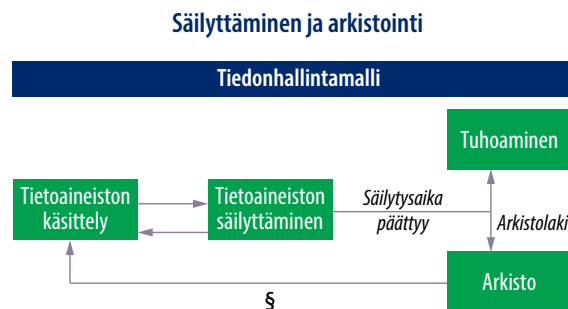 Säilyttäminen ja arkistointi
Tiedonhallintamalli
Tuhoaminen
Tietoaineiston
käsittely
Tietoaineiston
säilyttäminen
Säilytysaika
päättyy
Arkistolaki
Arkisto
§